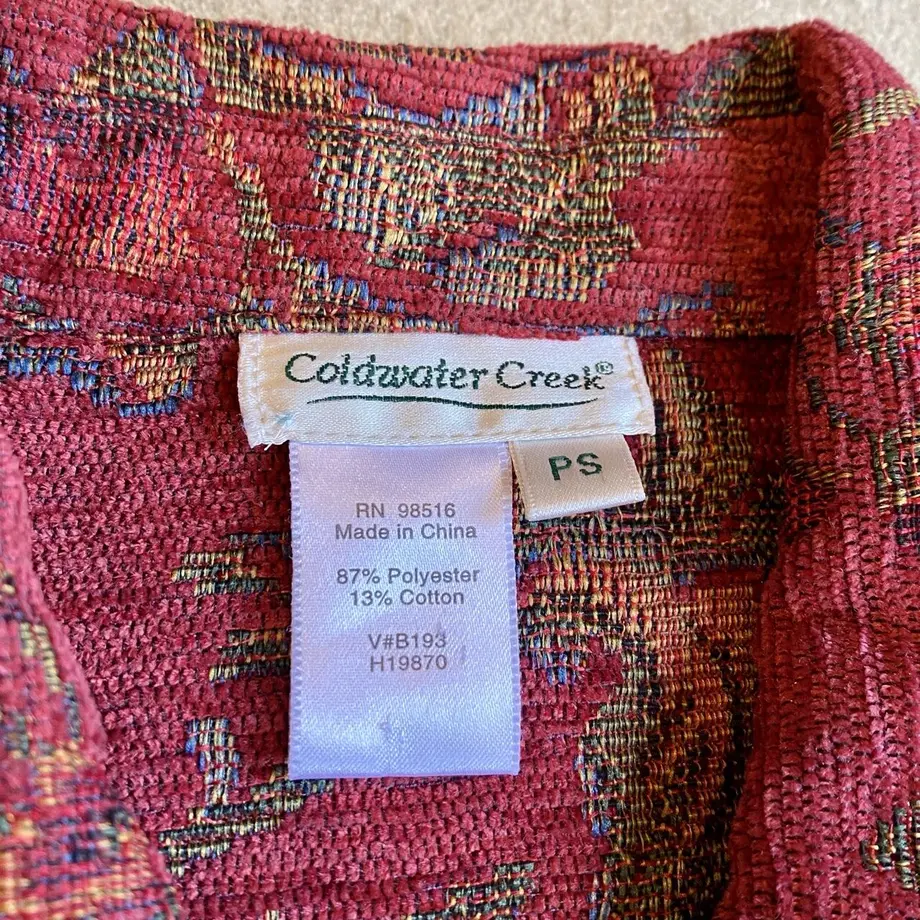 Coldwater Creek®
PS
RN 98516
Made in China
87% Polyester
13% Cotton
V#B193
H19870